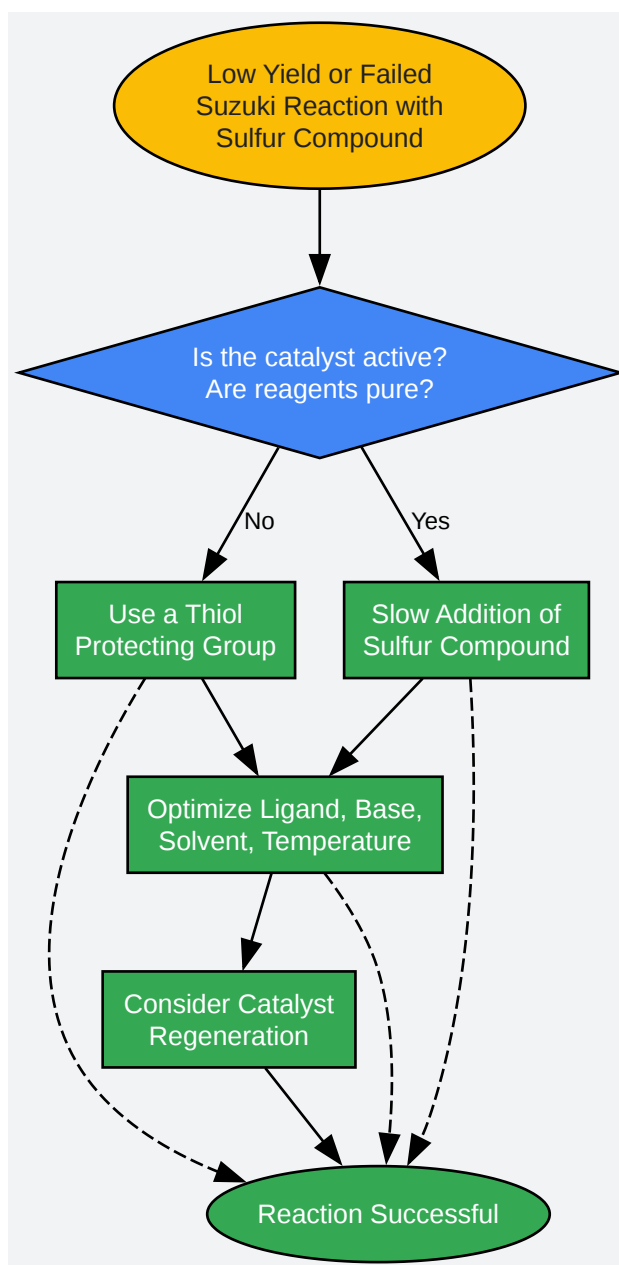 Low Yield or Failed
Suzuki Reaction with
Sulfur Compound
Is the catalyst active?
Are reagents pure?
No
Yes
Use a Thiol
Protecting Group
Slow Addition of
Sulfur Compound
Optimize Ligand, Base,
Solvent, Temperature
Consider Catalyst
Regeneration
Reaction Successful